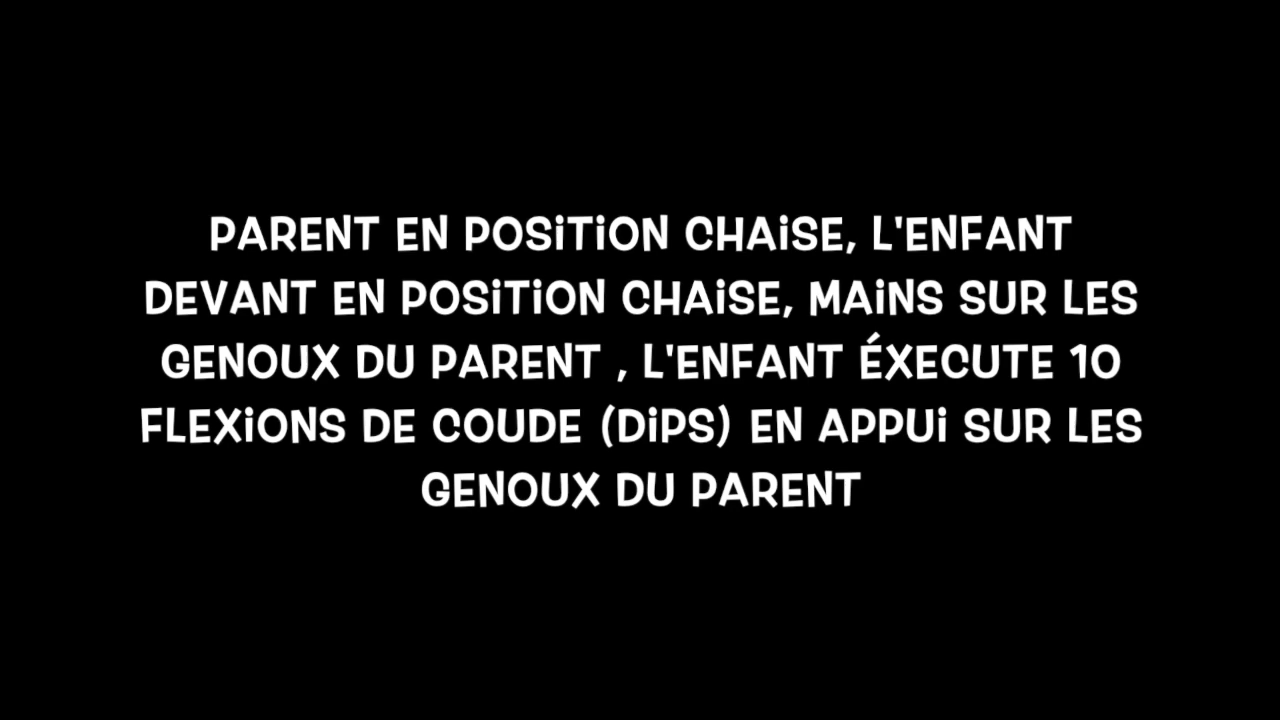 PARENT EN POSiTiON CHAiSE, L'ENFANT
DEVANT EN POSiTiON CHAiSE, MAiNS SUR LES
GENOUX DU PARENT , L'ENFANT ÉXECUTE 10
FLEXiONS DE COUDE (DiPS) EN APPUi SUR LES
GENOUX DU PARENT